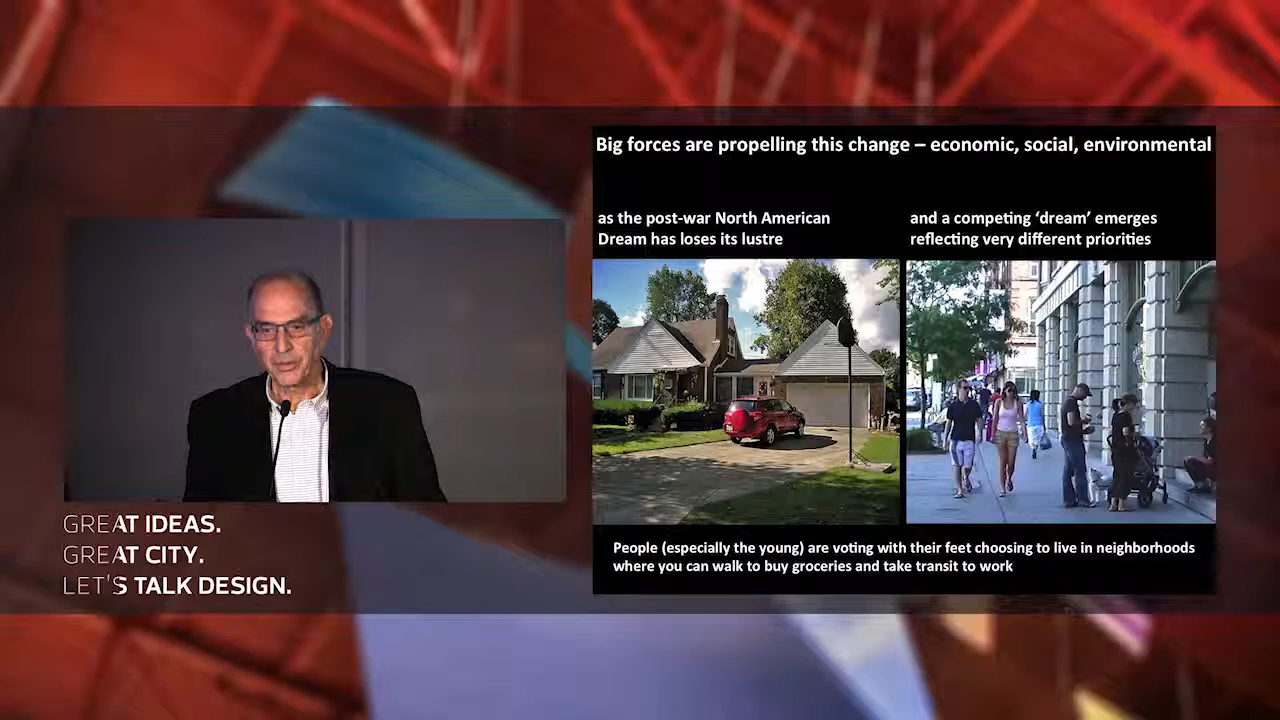 Big forces are propelling this change – economic, social, environmental
as the post-war North American
Dream has loses its lustre
and a competing ‘dream’ emerges
reflecting very different priorities
People (especially the young) are voting with their feet choosing to live in neighborhoods
where you can walk to buy groceries and take transit to work
GREAT IDEAS.
GREAT CITY.
LET'S TALK DESIGN.